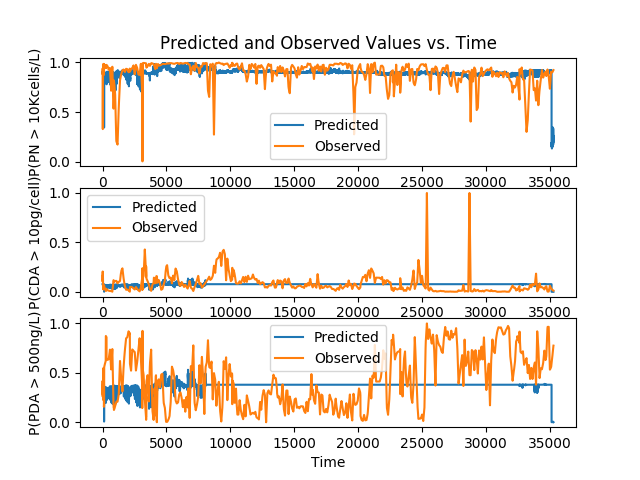 Predicted and Observed Values vs. Time
P(PN > 10Kcells/L)
1.0
0.5
0.0
Predicted
Observed
0 5000 10000 15000 20000 25000 30000 35000
P(CDA > 10pg/cell)
1.0
0.5
0.0
Predicted
Observed
0 5000 10000 15000 20000 25000 30000 35000
P(PDA > 500ng/L)
1.0
0.5
0.0
Predicted
Observed
0 5000 10000 15000 20000 25000 30000 35000
Time